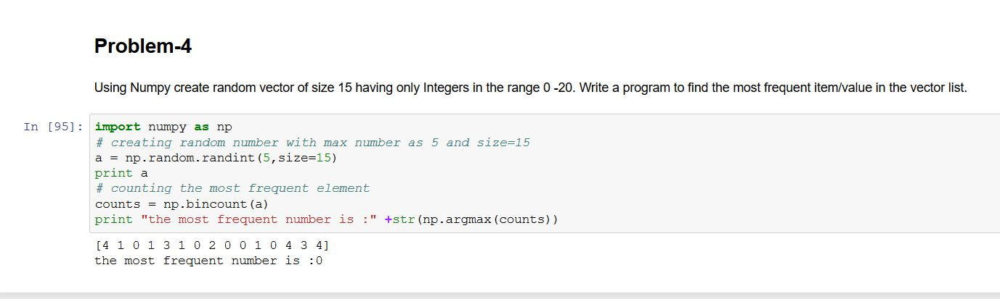 Problem-4
Using Numpy create random vector of size 15 having only Integers in the range 0 -20. Write a program to find the most frequent item/value in the vector list.
In [95]: import numpy as np
# creating random number with max number as 5 and size=15
a = np.random.randint(5,size=15)
print a
# counting the most frequent element
counts = np.bincount(a)
print "the most frequent number is :" +str(np.argmax(counts))
[4 1 0 1 3 1 0 2 0 0 1 0 4 3 4]
the most frequent number is :0